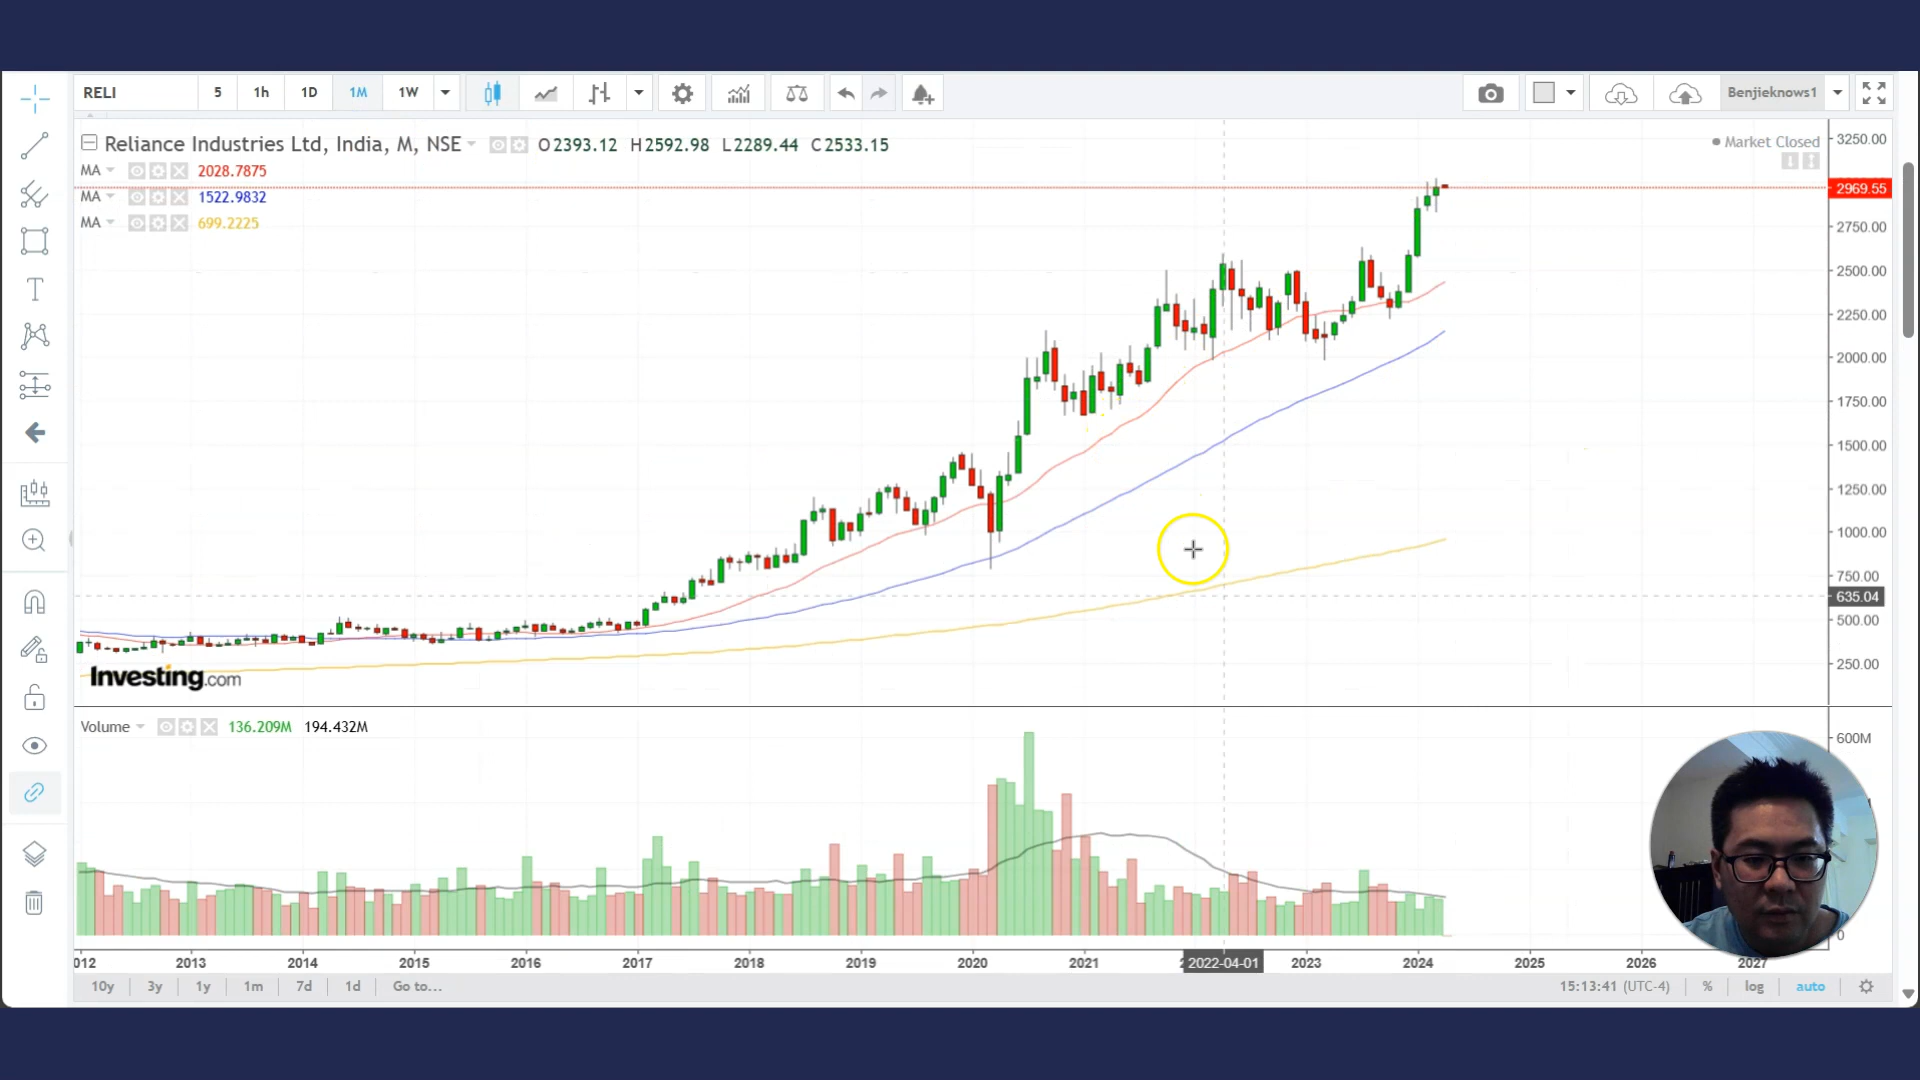 RELI 5 1h 1D 1M 1W Benjieknows1
Reliance Industries Ltd, India, M, NSE O2393.12 H2592.98 L2289.44 C2533.15
Market Closed
MA 2028.7875
MA 1522.9832
MA 699.2225
3250.00
2969.55
2750.00
2500.00
2250.00
2000.00
1750.00
1500.00
1250.00
1000.00
750.00
635.04
500.00
250.00
Investing.com
Volume 136.209M 194.432M
600M
0
012 2013 2014 2015 2016 2017 2018 2019 2020 2021 2022-04-01 2023 2024 2025 2026 2027
10y 3y 1y 1m 7d 1d Go to... 15:13:41 (UTC-4) % log auto